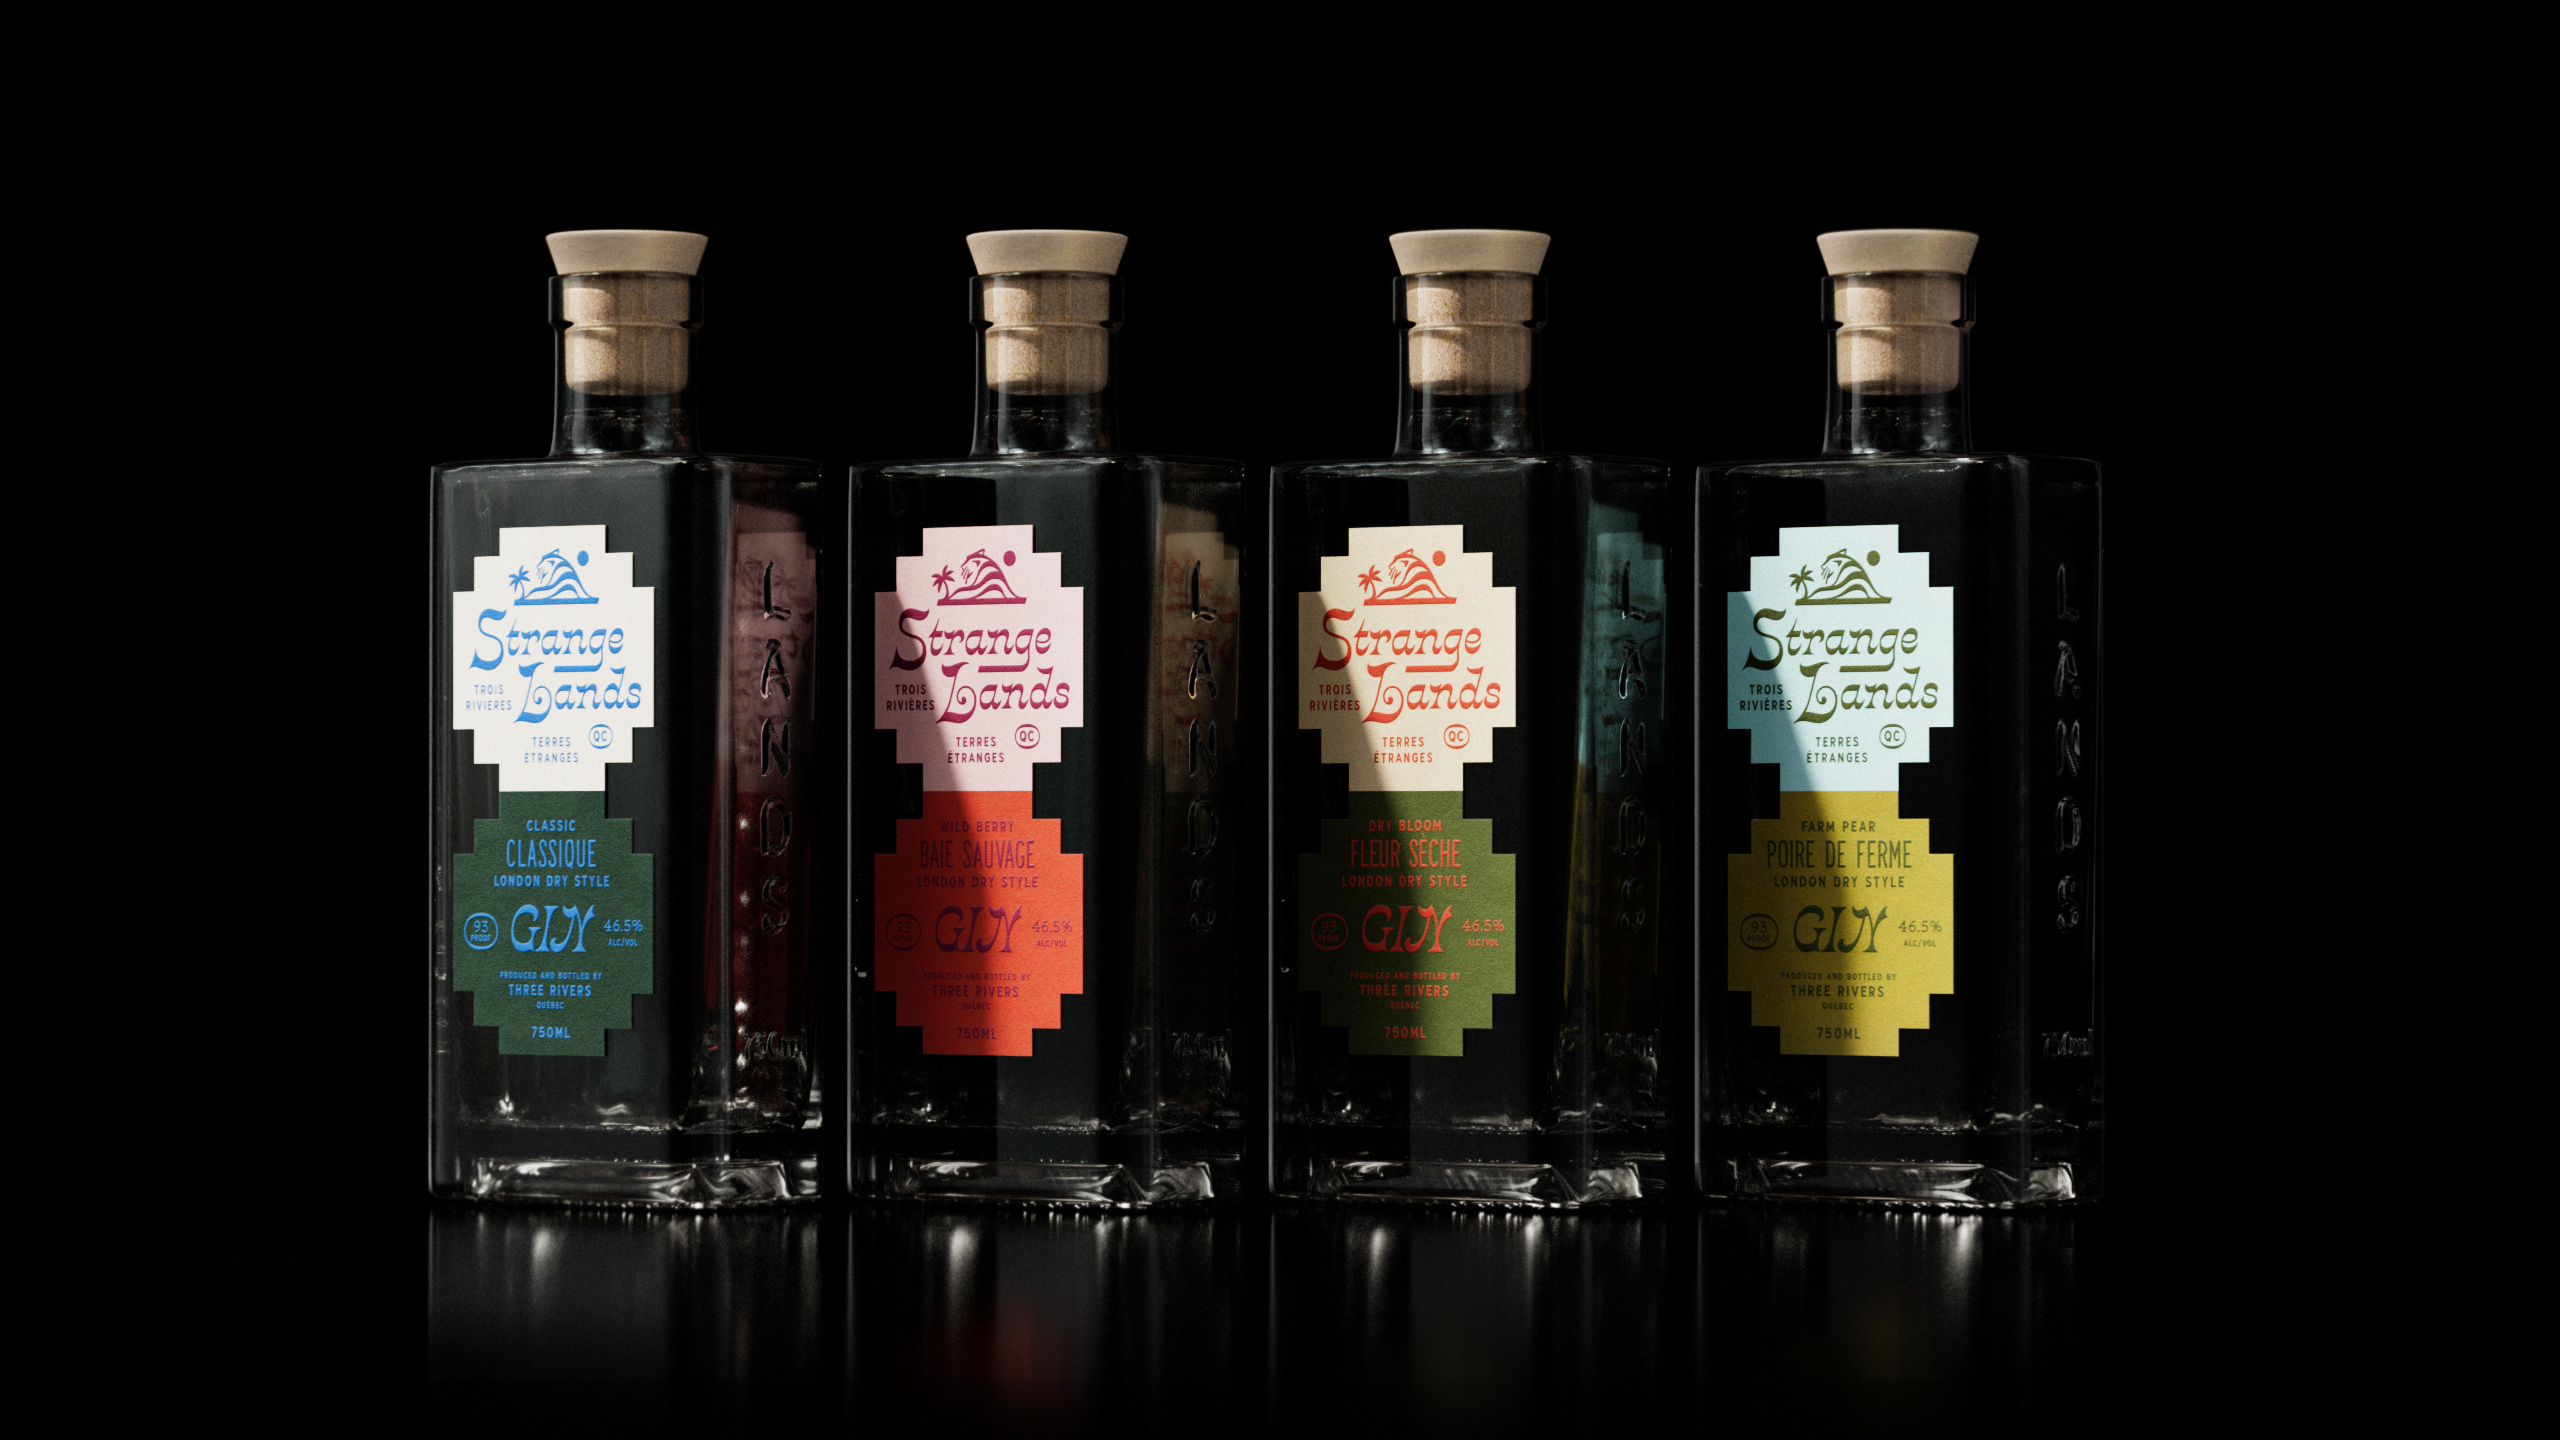 Strange
Lands
TROIS
RIVIÈRES
QC
TERRES
ÉTRANGES
CLASSIC
CLASSIQUE
LONDON DRY STYLE
93
PROOF
GIN
46.5%
ALC/VOL
PRODUCED AND BOTTLED BY
THREE RIVERS
QUÉBEC
750ML
LANDS
750ml
Strange
Lands
TROIS
RIVIÈRES
QC
TERRES
ÉTRANGES
WILD BERRY
BAIE SAUVAGE
LONDON DRY STYLE
93
PROOF
GIN
46.5%
ALC/VOL
PRODUCED AND BOTTLED BY
THREE RIVERS
QUÉBEC
750ML
LANDS
750ml
Strange
Lands
TROIS
RIVIÈRES
QC
TERRES
ÉTRANGES
DRY BLOOM
FLEUR SÈCHE
LONDON DRY STYLE
93
PROOF
GIN
46.5%
ALC/VOL
PRODUCED AND BOTTLED BY
THREE RIVERS
QUÉBEC
750ML
LANDS
750ml
Strange
Lands
TROIS
RIVIÈRES
QC
TERRES
ÉTRANGES
FARM PEAR
POIRE DE FERME
LONDON DRY STYLE
93
PROOF
GIN
46.5%
ALC/VOL
PRODUCED AND BOTTLED BY
THREE RIVERS
QUÉBEC
750ML
LANDS
750ml